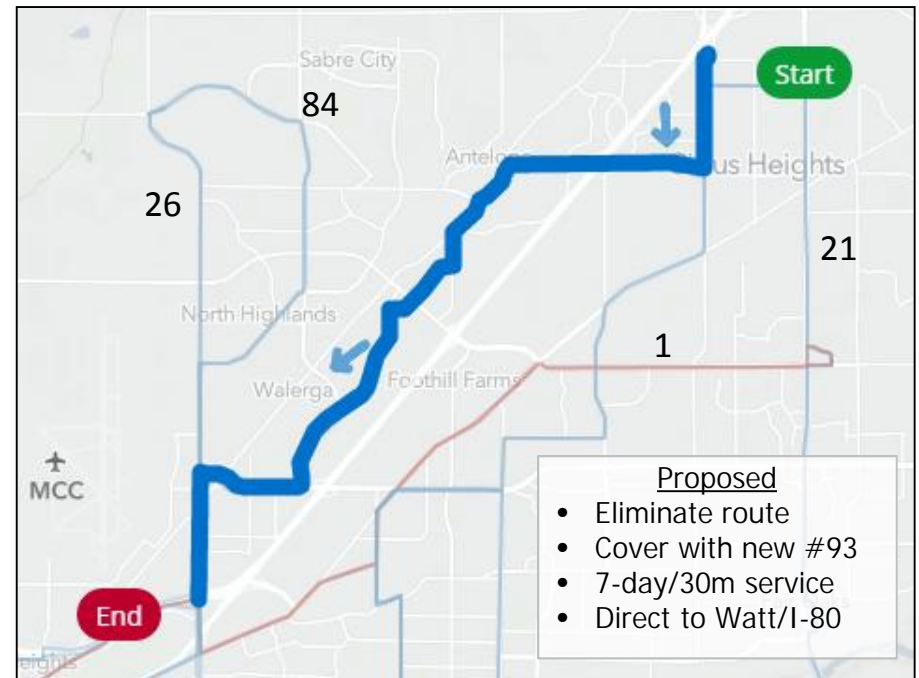 Sabre City
Start
84
Antelope
us Heights
26
21
North Highlands
1
Walerga
Foothill Farms
MCC
Proposed
• Eliminate route
• Cover with new #93
• 7-day/30m service
• Direct to Watt/I-80
End
eights